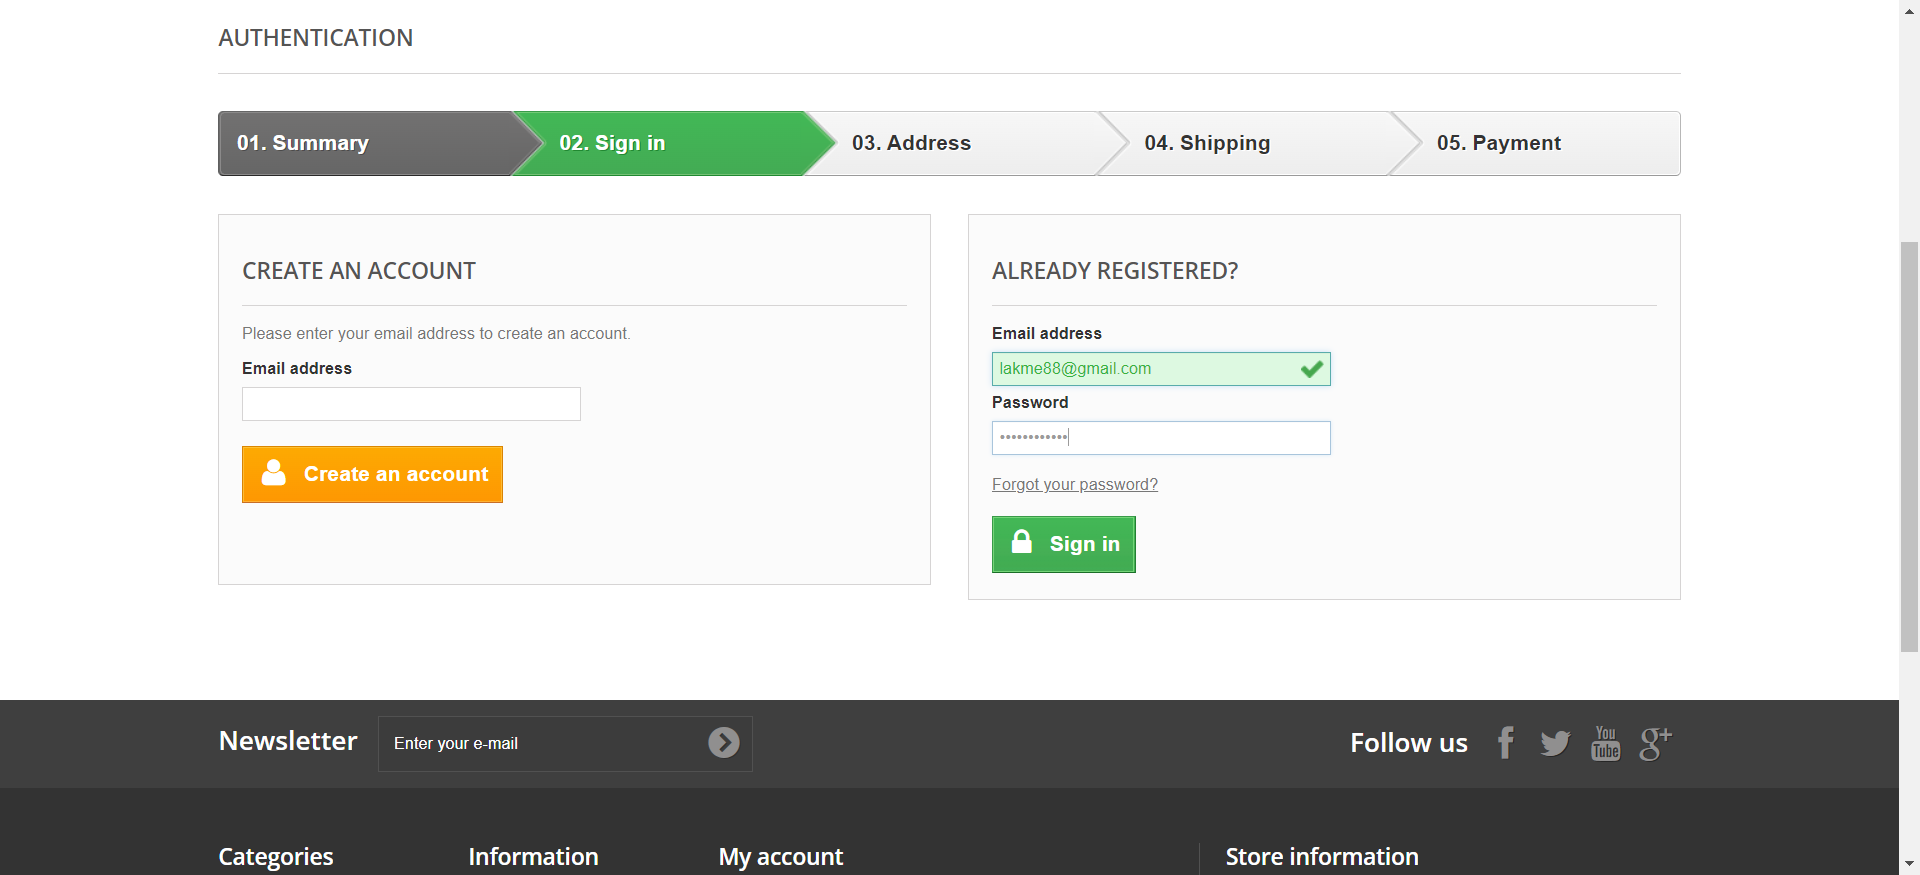 AUTHENTICATION
01. Summary
02. Sign in
03. Address
04. Shipping
05. Payment
CREATE AN ACCOUNT
Please enter your email address to create an account.
Email address
Create an account
ALREADY REGISTERED?
Email address
lakme88@gmail.com
Password
••••••••••••
Forgot your password?
Sign in
Newsletter
Enter your e-mail
Follow us
You
Tube
g+
Categories
Information
My account
Store information